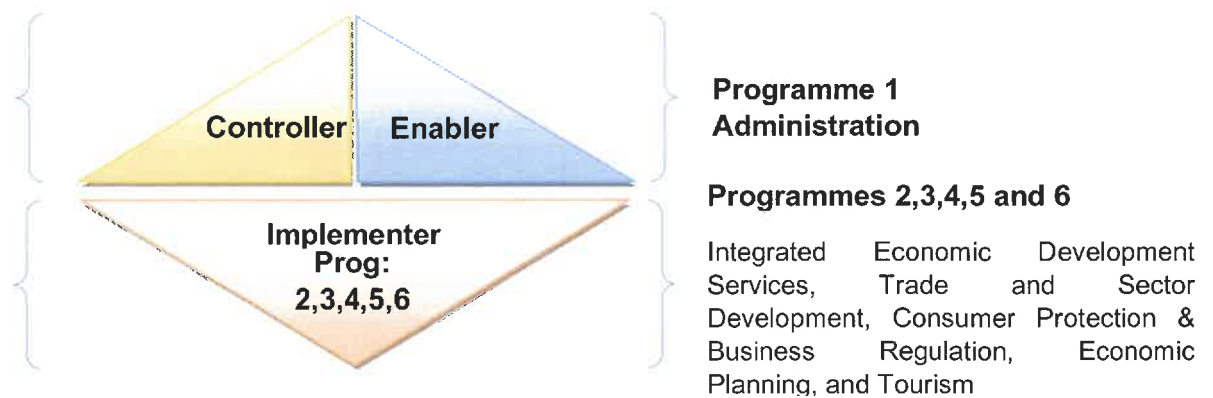 Controller
Enabler
Programme 1
Administration
Implementer
Prog:
2,3,4,5,6
Programmes 2,3,4,5 and 6
Integrated Economic Development
Services, Trade and Sector
Development, Consumer Protection &
Business Regulation, Economic
Planning, and Tourism